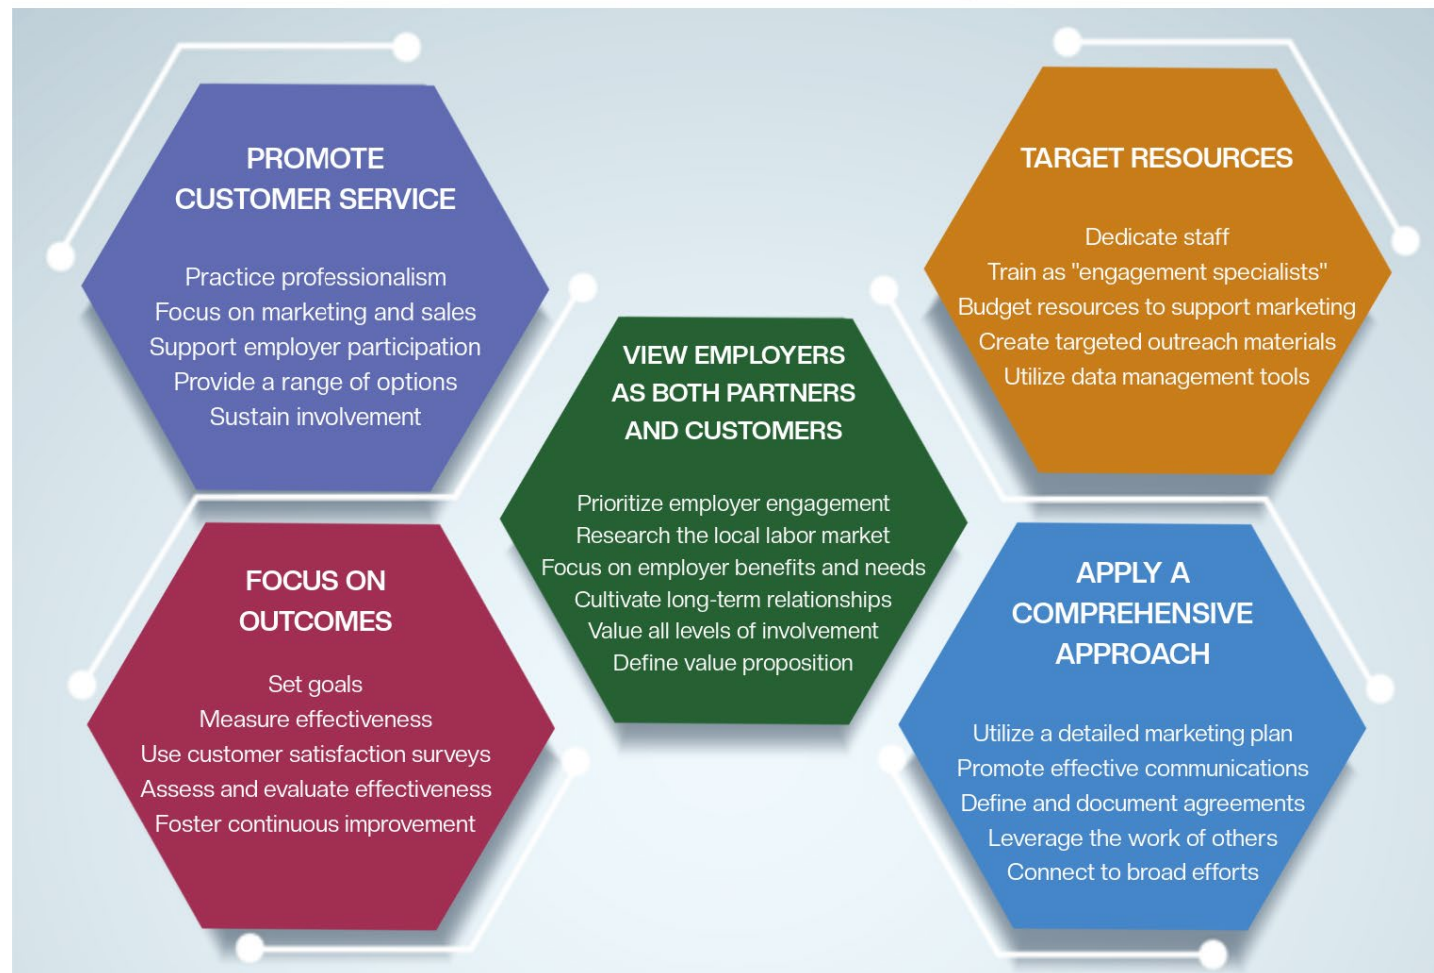 PROMOTE
CUSTOMER SERVICE
Practice professionalism
Focus on marketing and sales
Support employer participation
Provide a range of options
Sustain involvement
TARGET RESOURCES
Dedicate staff
Train as "engagement specialists"
Budget resources to support marketing
Create targeted outreach materials
Utilize data management tools
VIEW EMPLOYERS
AS BOTH PARTNERS
AND CUSTOMERS
Prioritize employer engagement
Research the local labor market
Focus on employer benefits and needs
Cultivate long-term relationships
Value all levels of involvement
Define value proposition
FOCUS ON
OUTCOMES
Set goals
Measure effectiveness
Use customer satisfaction surveys
Assess and evaluate effectiveness
Foster continuous improvement
APPLY A
COMPREHENSIVE
APPROACH
Utilize a detailed marketing plan
Promote effective communications
Define and document agreements
Leverage the work of others
Connect to broad efforts